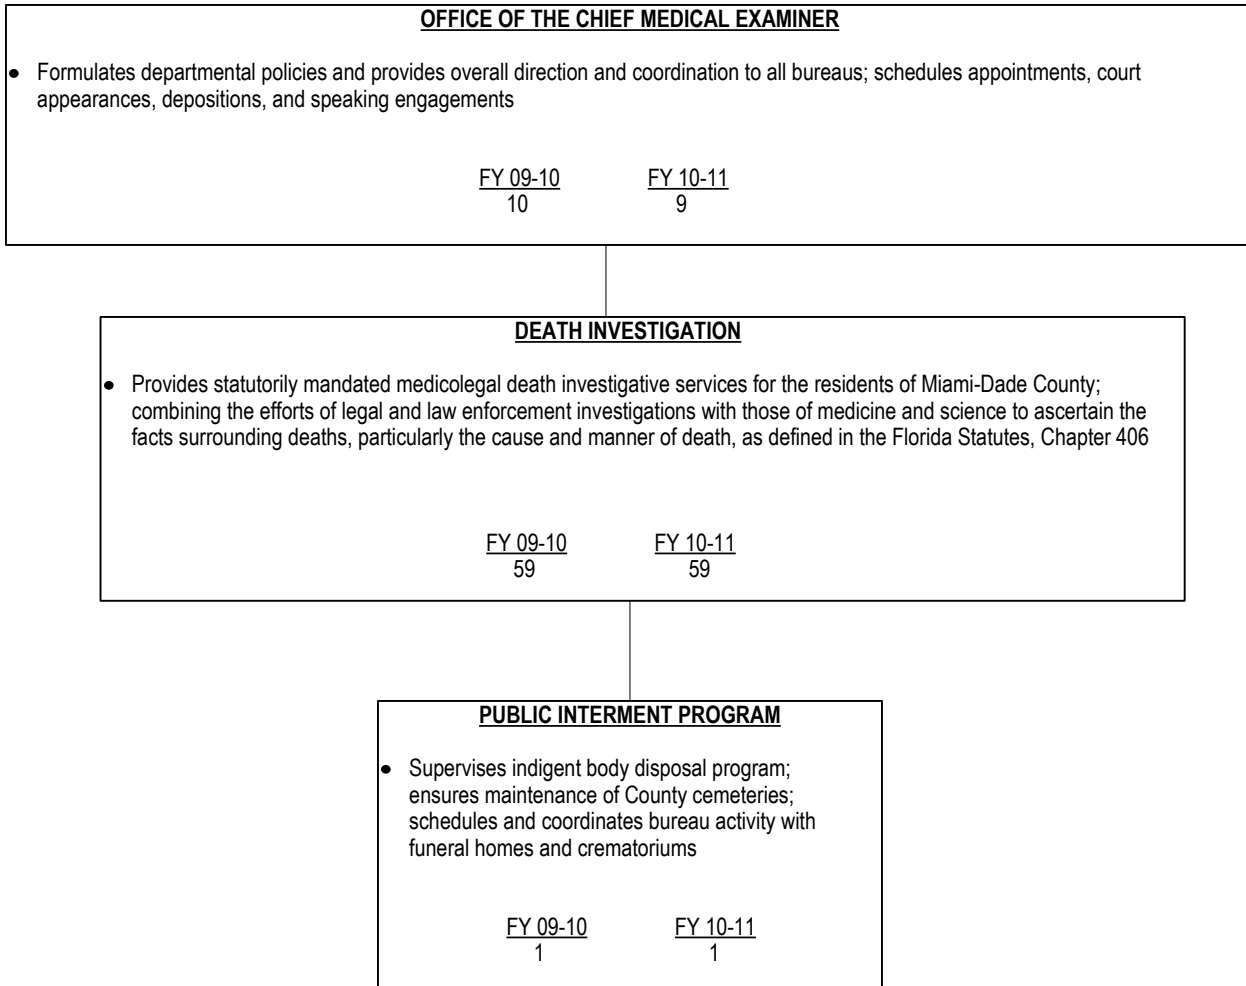 OFFICE OF THE CHIEF MEDICAL EXAMINER
● Formulates departmental policies and provides overall direction and coordination to all bureaus; schedules appointments, court
appearances, depositions, and speaking engagements
FY 09-10 FY 10-11
10 9
DEATH INVESTIGATION
● Provides statutorily mandated medicolegal death investigative services for the residents of Miami-Dade County;
combining the efforts of legal and law enforcement investigations with those of medicine and science to ascertain the
facts surrounding deaths, particularly the cause and manner of death, as defined in the Florida Statutes, Chapter 406
FY 09-10 FY 10-11
59 59
PUBLIC INTERMENT PROGRAM
● Supervises indigent body disposal program;
ensures maintenance of County cemeteries;
schedules and coordinates bureau activity with
funeral homes and crematoriums
FY 09-10 FY 10-11
1 1